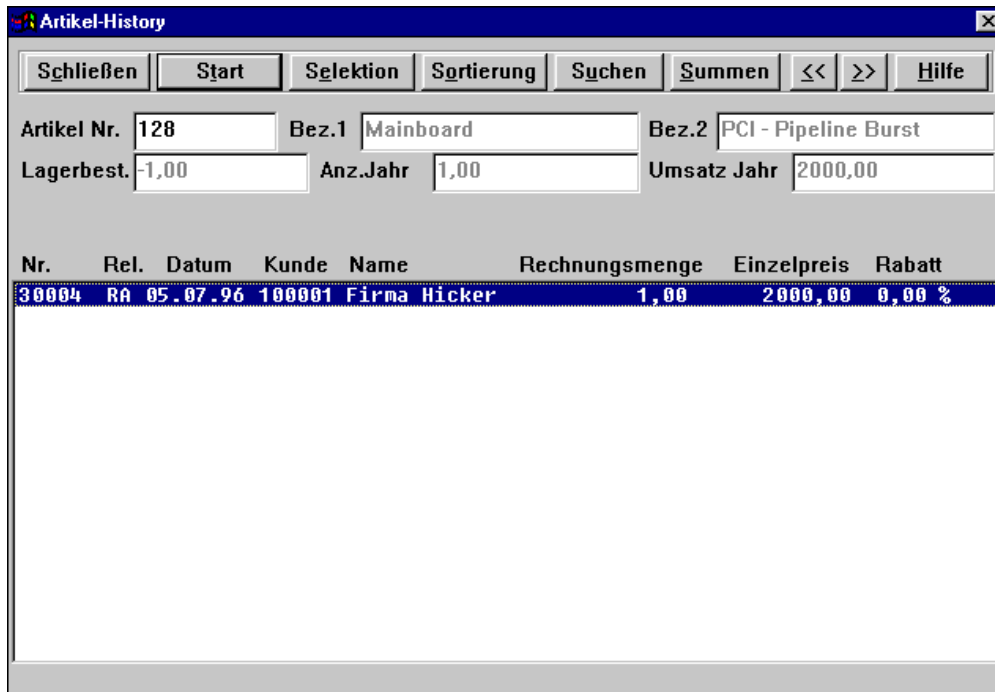 Artikel-History
Schließen Start Selektion Sortierung Suchen Summen << >> Hilfe
Artikel Nr. 128 Bez.1 Mainboard Bez.2 PCI - Pipeline Burst
Lagerbest. -1,00 Anz.Jahr 1,00 Umsatz Jahr 2000,00
Nr. Rel. Datum Kunde Name Rechnungsmenge Einzelpreis Rabatt
30004 RA 05.07.96 100001 Firma Hicker 1,00 2000,00 0,00 %